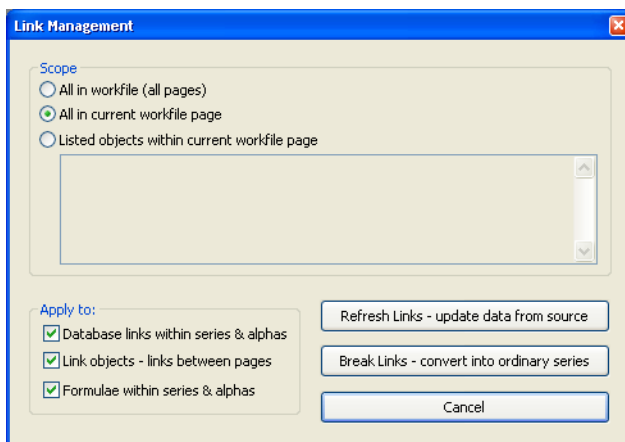 Link Management
Scope
All in workfile (all pages)
All in current workfile page
Listed objects within current workfile page
Apply to:
Database links within series & alphas
Link objects - links between pages
Formulae within series & alphas
Refresh Links - update data from source
Break Links - convert into ordinary series
Cancel